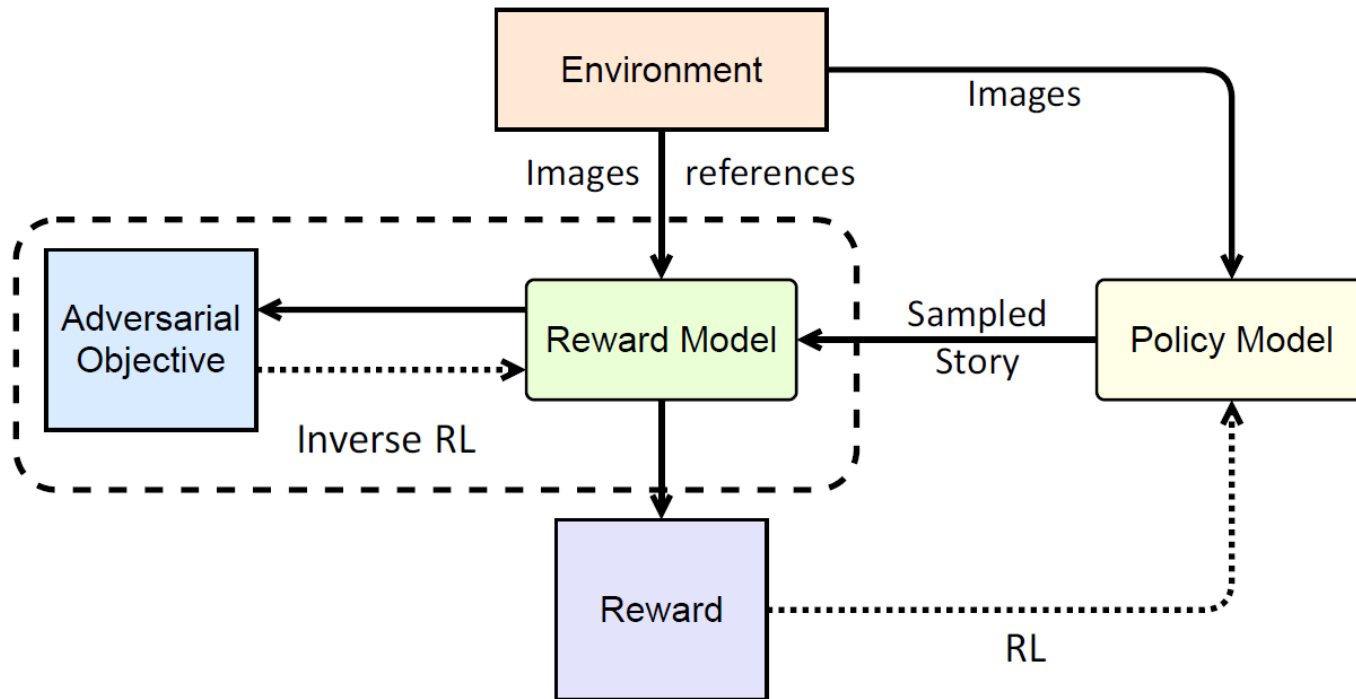 Environment
Images
Images references
Adversarial
Objective
Reward Model
Sampled
Story
Policy Model
Inverse RL
Reward
RL